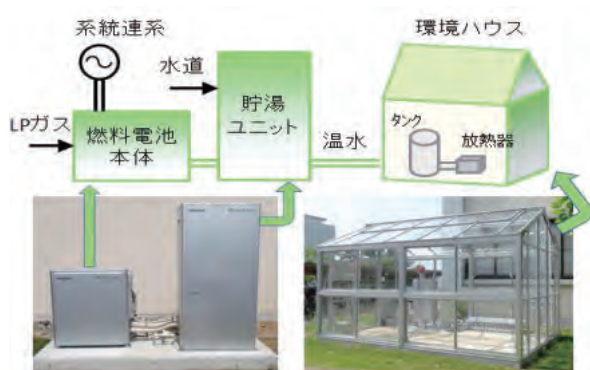 系統連系
環境ハウス
水道
LPガス
燃料電池
本体
貯湯
ユニット
温水
タンク
放熱器